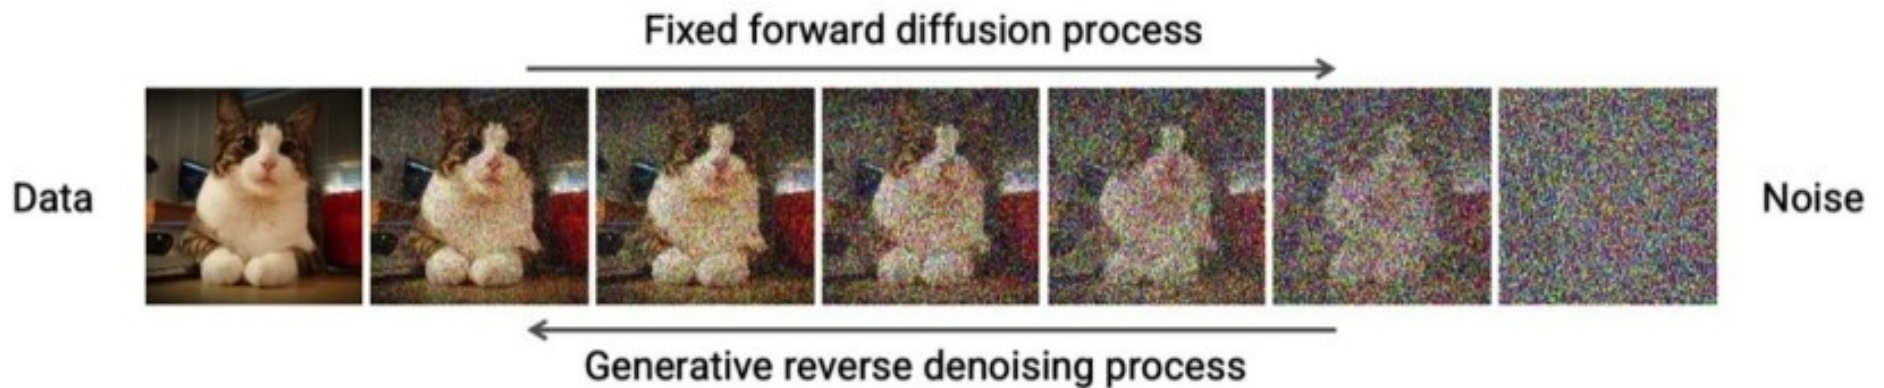 Fixed forward diffusion process
Data
Noise
Generative reverse denoising process